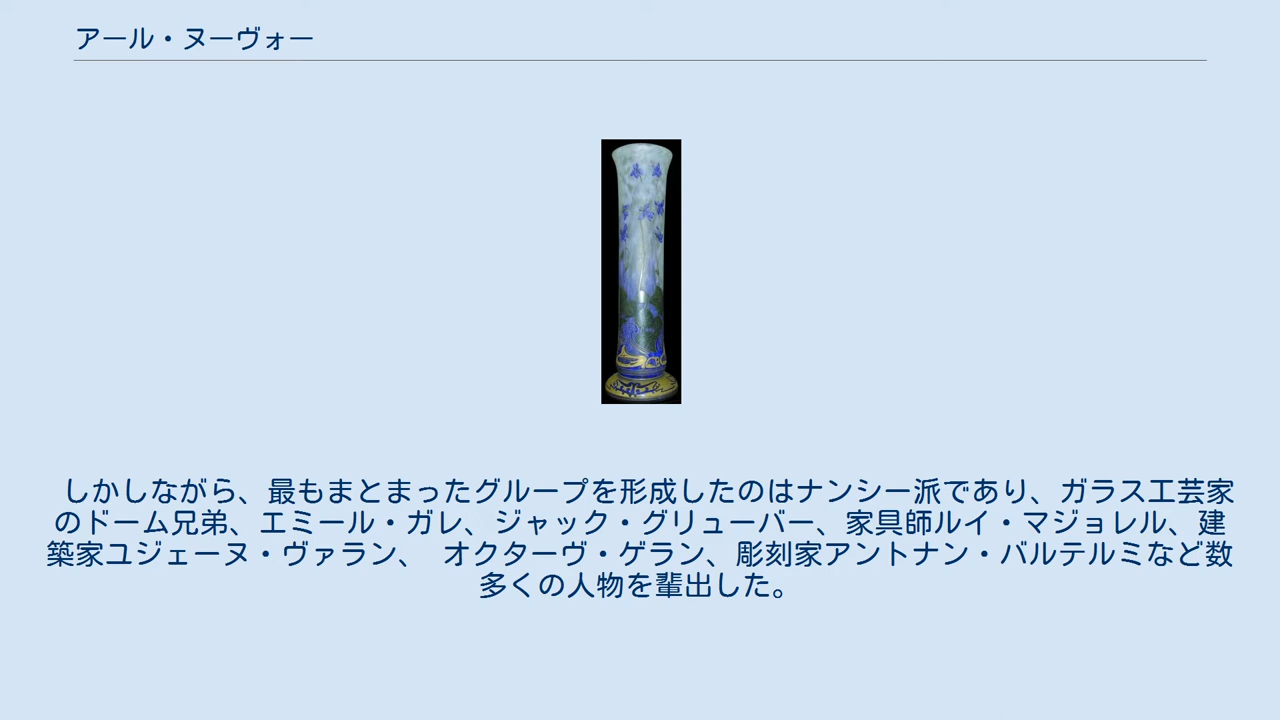 アール・ヌーヴォー
しかしながら、最もまとまったグループを形成したのはナンシー派であり、ガラス工芸家
のドーム兄弟、エミール・ガレ、ジャック・グリューバー、家具師ルイ・マジョレル、建
築家ユジェーヌ・ヴァラン、 オクターヴ・ゲラン、彫刻家アントナン・バルテルミなど数
多くの人物を輩出した。